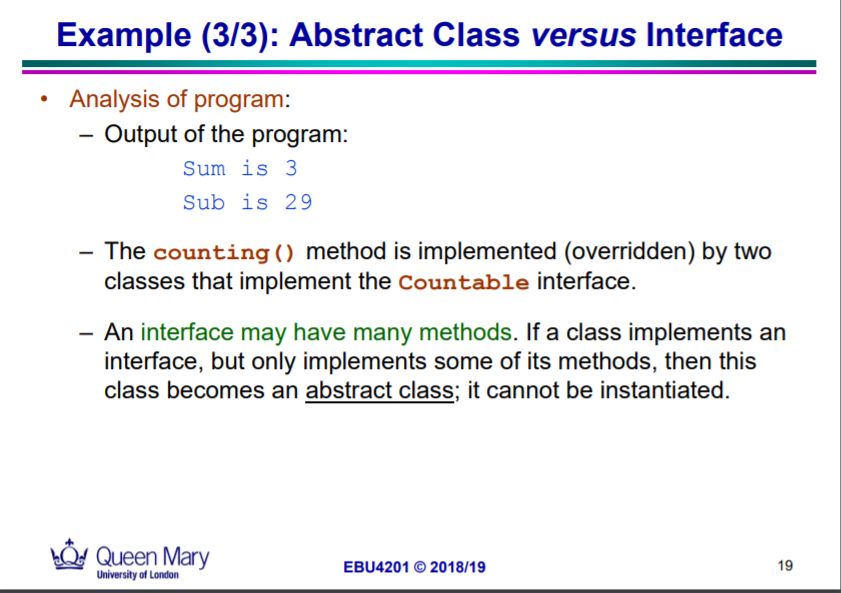 Example (3/3): Abstract Class versus Interface
• Analysis of program:
– Output of the program:
Sum is 3
Sub is 29
– The counting() method is implemented (overridden) by two
classes that implement the Countable interface.
– An interface may have many methods. If a class implements an
interface, but only implements some of its methods, then this
class becomes an abstract class; it cannot be instantiated.
Queen Mary
University of London
EBU4201 © 2018/19
19